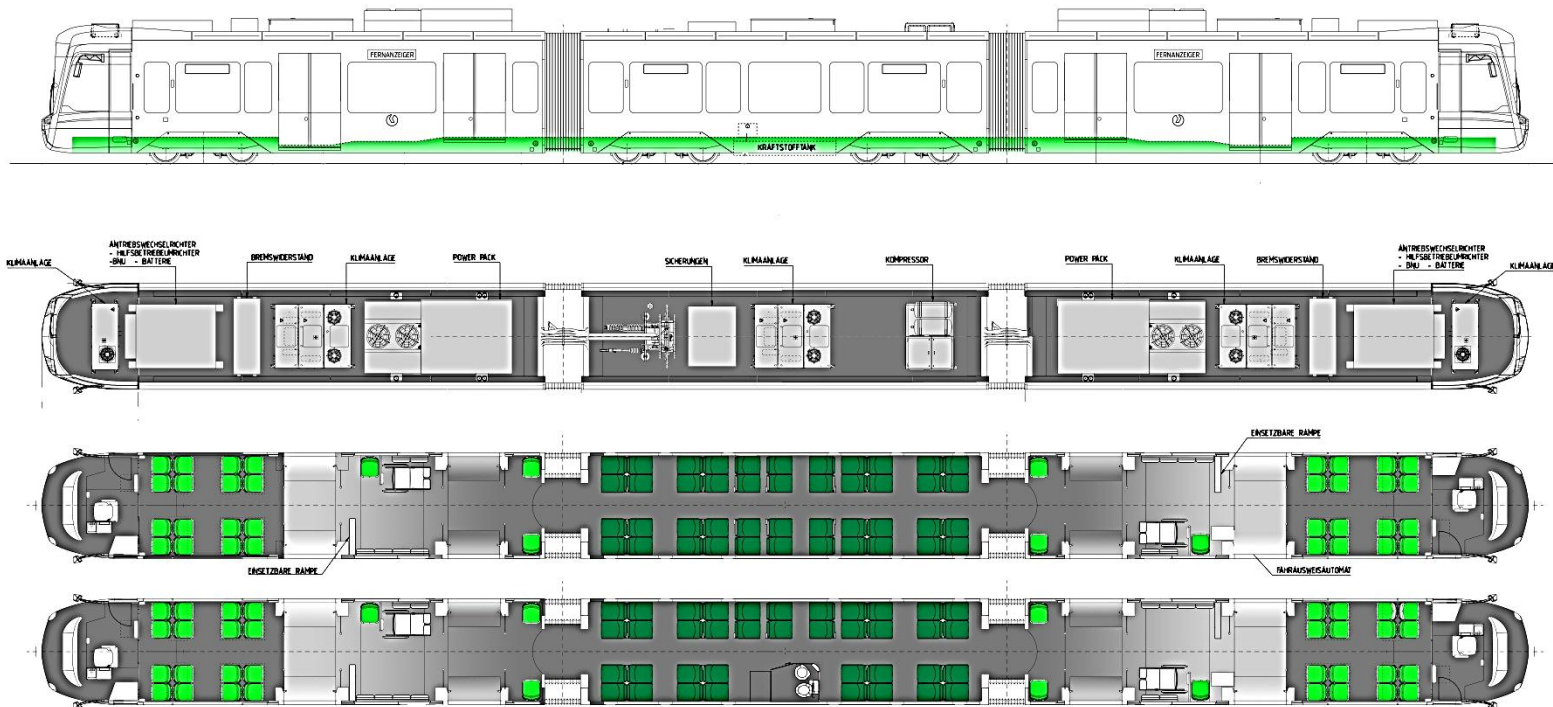 FERNANZEIGER
FERNANZEIGER
KRAFTSTOFFTANK
KLIMAANLAGE
ANTRIEBSWECHSELRICHTER
- HILFSBETRIEBEUMRICHTER
-BNU - BATTERIE
BREMSWIDERSTAND
KLIMAANLAGE
POWER PACK
SICHERUNGEN
KLIMAANLAGE
KOMPRESSOR
POWER PACK
KLIMAANLAGE
BREMSWIDERSTAND
ANTRIEBSWECHSELRICHTER
- HILFSBETRIEBEUMRICHTER
- BNU - BATTERIE
KLIMAANLAGE
EINSETZBARE RAMPE
EINSETZBARE RAMPE
FAHRAUSWEISAUTOMAT